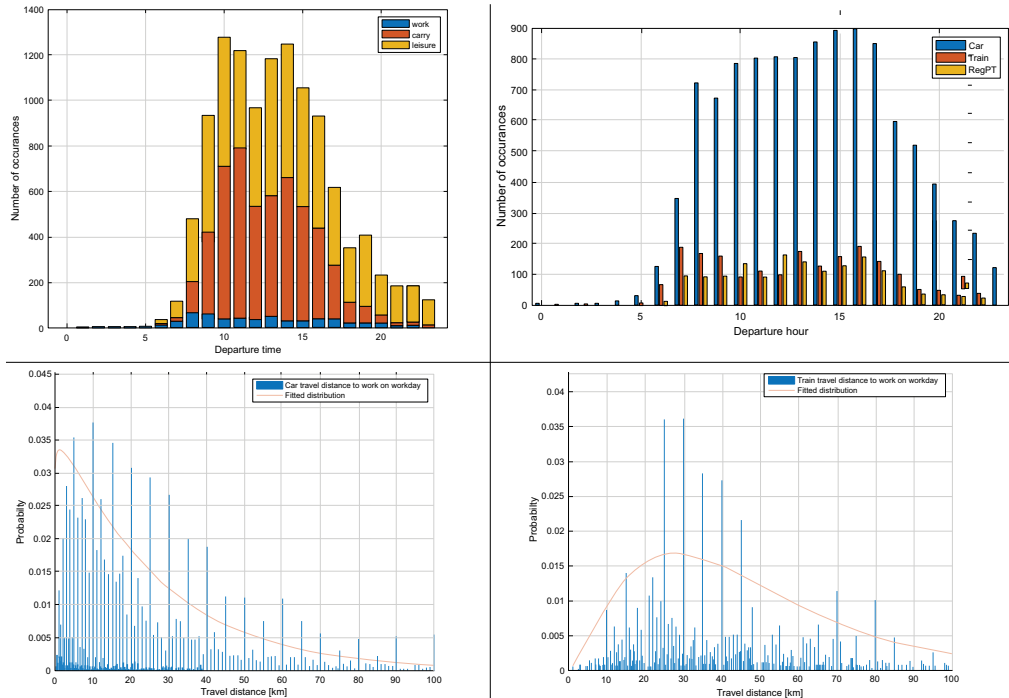 1400
1200
1000
800
600
400
200
0
Number of occurances
work
carry
leisure
0 5 10 15 20
Departure time
900
800
700
600
500
400
300
200
100
0
Number of occurances
Car
Train
RegPT
5 10 15 20
Departure hour
0.045
0.04
0.035
0.03
0.025
0.02
0.015
0.01
0.005
0
Probabilty
Car travel distance to work on workday
Fitted distribution
0 10 20 30 40 50 60 70 80 90 100
Travel distance [km]
0.04
0.035
0.03
0.025
0.02
0.015
0.01
0.005
0
Probabilty
Train travel distance to work on workday
Fitted distribution
0 10 20 30 40 50 60 70 80 90 100
Travel distance [km]